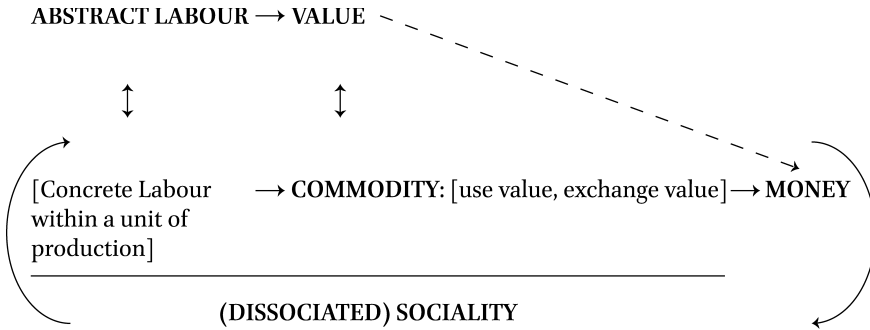 ABSTRACT LABOUR → VALUE
[Concrete Labour → COMMODITY: [use value, exchange value] → MONEY
within a unit of
production]
(DISSOCIATED) SOCIALITY